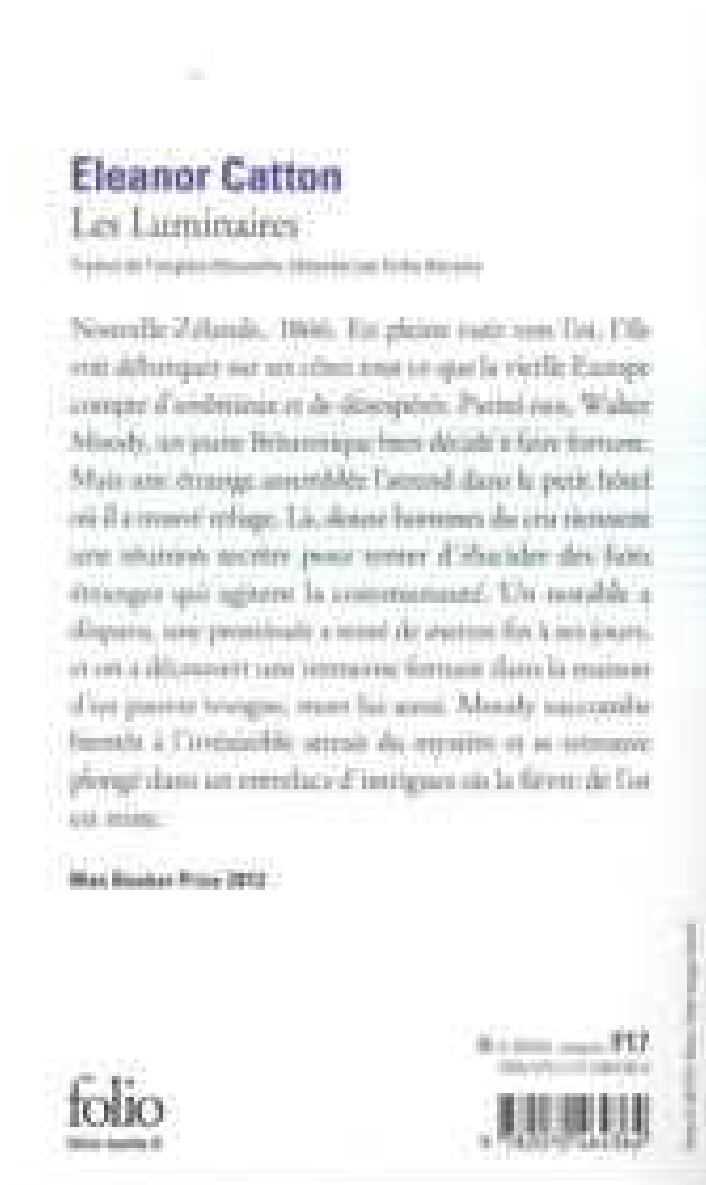 Eleanor Catton
Les Luminaires
Traduit de l'anglais
Nouvelle-Zélande, 1866. En pleine ruée vers l'or, l'île
voit débarquer sur ses côtes tout ce que la vieille Europe
compte d'ambitieux et de désespérés. Parmi eux, Walter
Moody, un jeune Britannique bien décidé à faire fortune.
Mais une étrange assemblée l'attend dans le petit hôtel
où il a trouvé refuge. Là, douze hommes du cru tiennent
une réunion secrète pour tenter d'élucider des faits
étranges qui agitent la communauté. Un notable a
disparu, une prostituée a tenté de mettre fin à ses jours,
et on a découvert une immense fortune dans la maison
d'un pauvre ivrogne, mort lui aussi. Moody succombe
bientôt à l'irrésistible attrait du mystère et se retrouve
plongé dans un entrelacs d'intrigues où la fièvre de l'or
est reine.
Man Booker Prize 2013
F17
folio